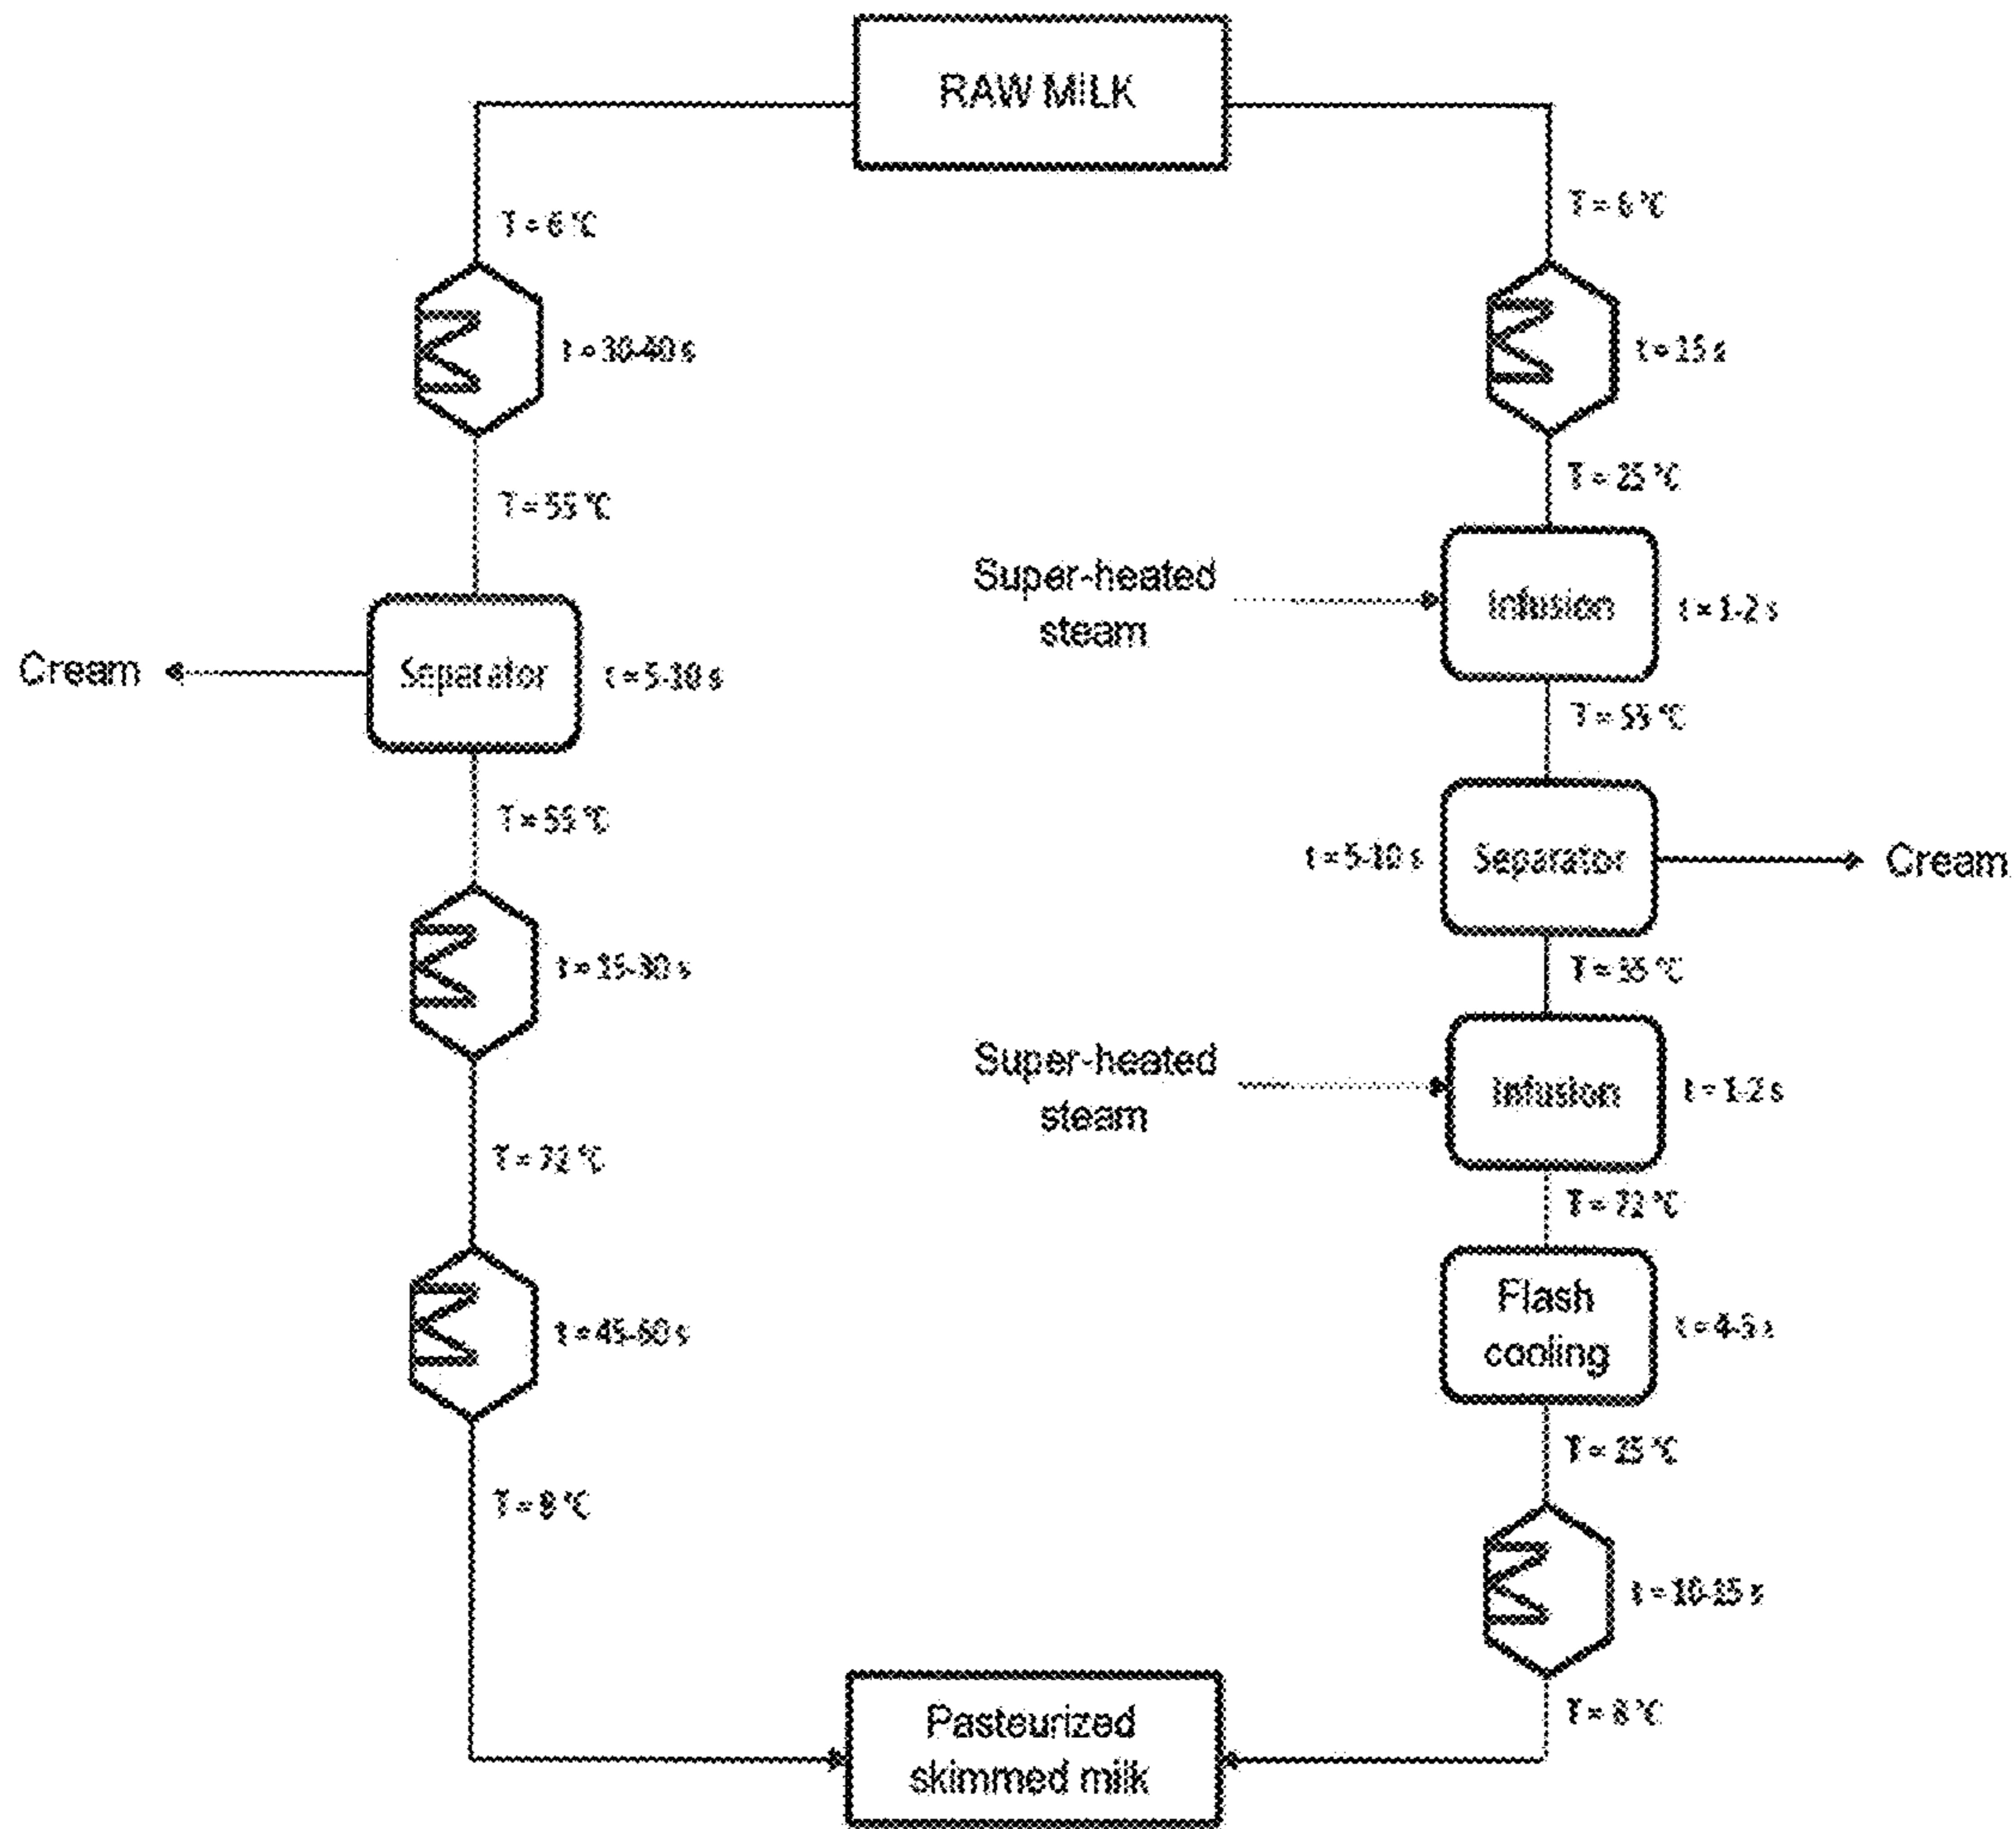 RAW MILK
T = 6 °C
t = 30-40 s
T = 55 °C
Cream
Separator
t = 5-10 s
T = 55 °C
t = 15-30 s
T = 72 °C
t = 45-60 s
T = 8 °C
T = 6 °C
t = 15 s
T = 25 °C
Super-heated
steam
Infusion
t = 1-2 s
T = 55 °C
t = 5-10 s
Separator
Cream
T = 55 °C
Super-heated
steam
Infusion
t = 1-2 s
T = 72 °C
Flash
cooling
t = 4-5 s
T = 25 °C
t = 10-15 s
T = 8 °C
Pasteurized
skimmed milk